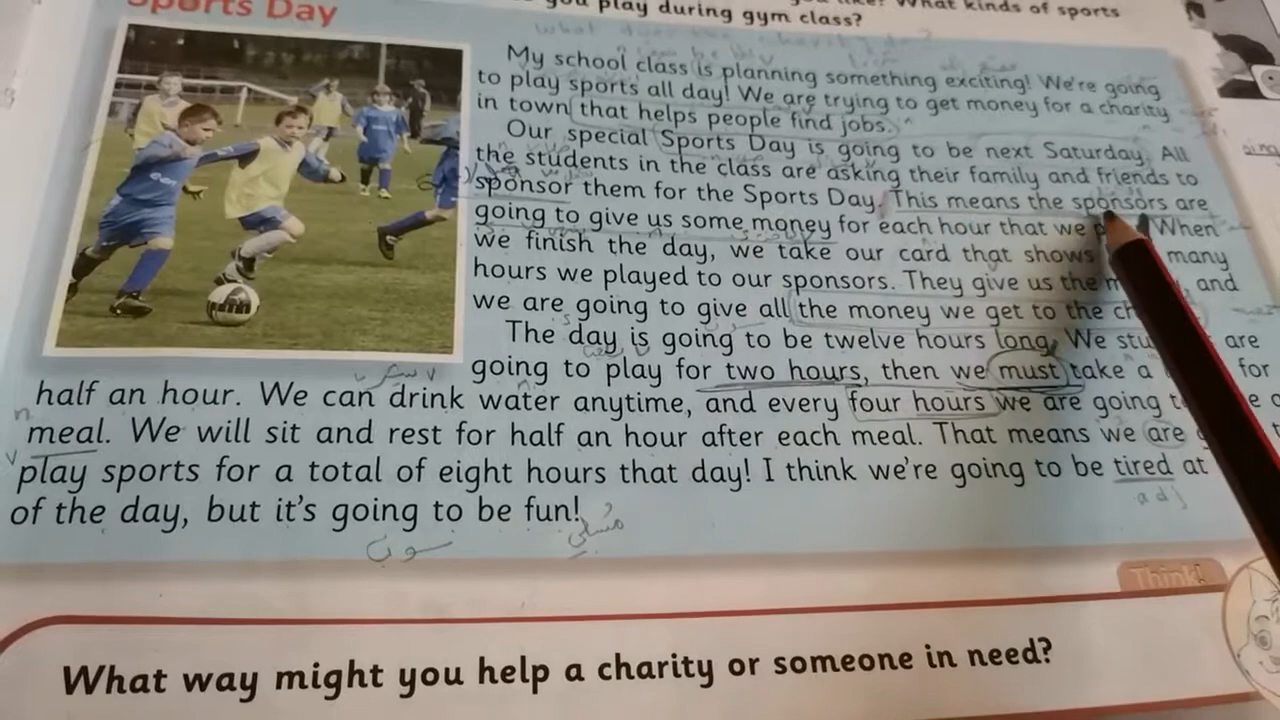 you like? What kinds of sports
you play during gym class?
Sports Day
My school class is planning something exciting! We're going
to play sports all day! We are trying to get money for a charity
in town that helps people find jobs.
Our special Sports Day is going to be next Saturday. All
the students in the class are asking their family and friends to
sponsor them for the Sports Day. This means the sponsors are
going to give us some money for each hour that we When
we finish the day, we take our card that shows many
hours we played to our sponsors. They give us the and
we are going to give all the money we get to the
The day is going to be twelve hours long. We are
going to play for two hours, then we must take a for
half an hour. We can drink water anytime, and every four hours we are going
meal. We will sit and rest for half an hour after each meal. That means we are
play sports for a total of eight hours that day! I think we're going to be tired at
adj
of the day, but it's going to be fun!
سوف
مُسلي
Think!
What way might you help a charity or someone in need?